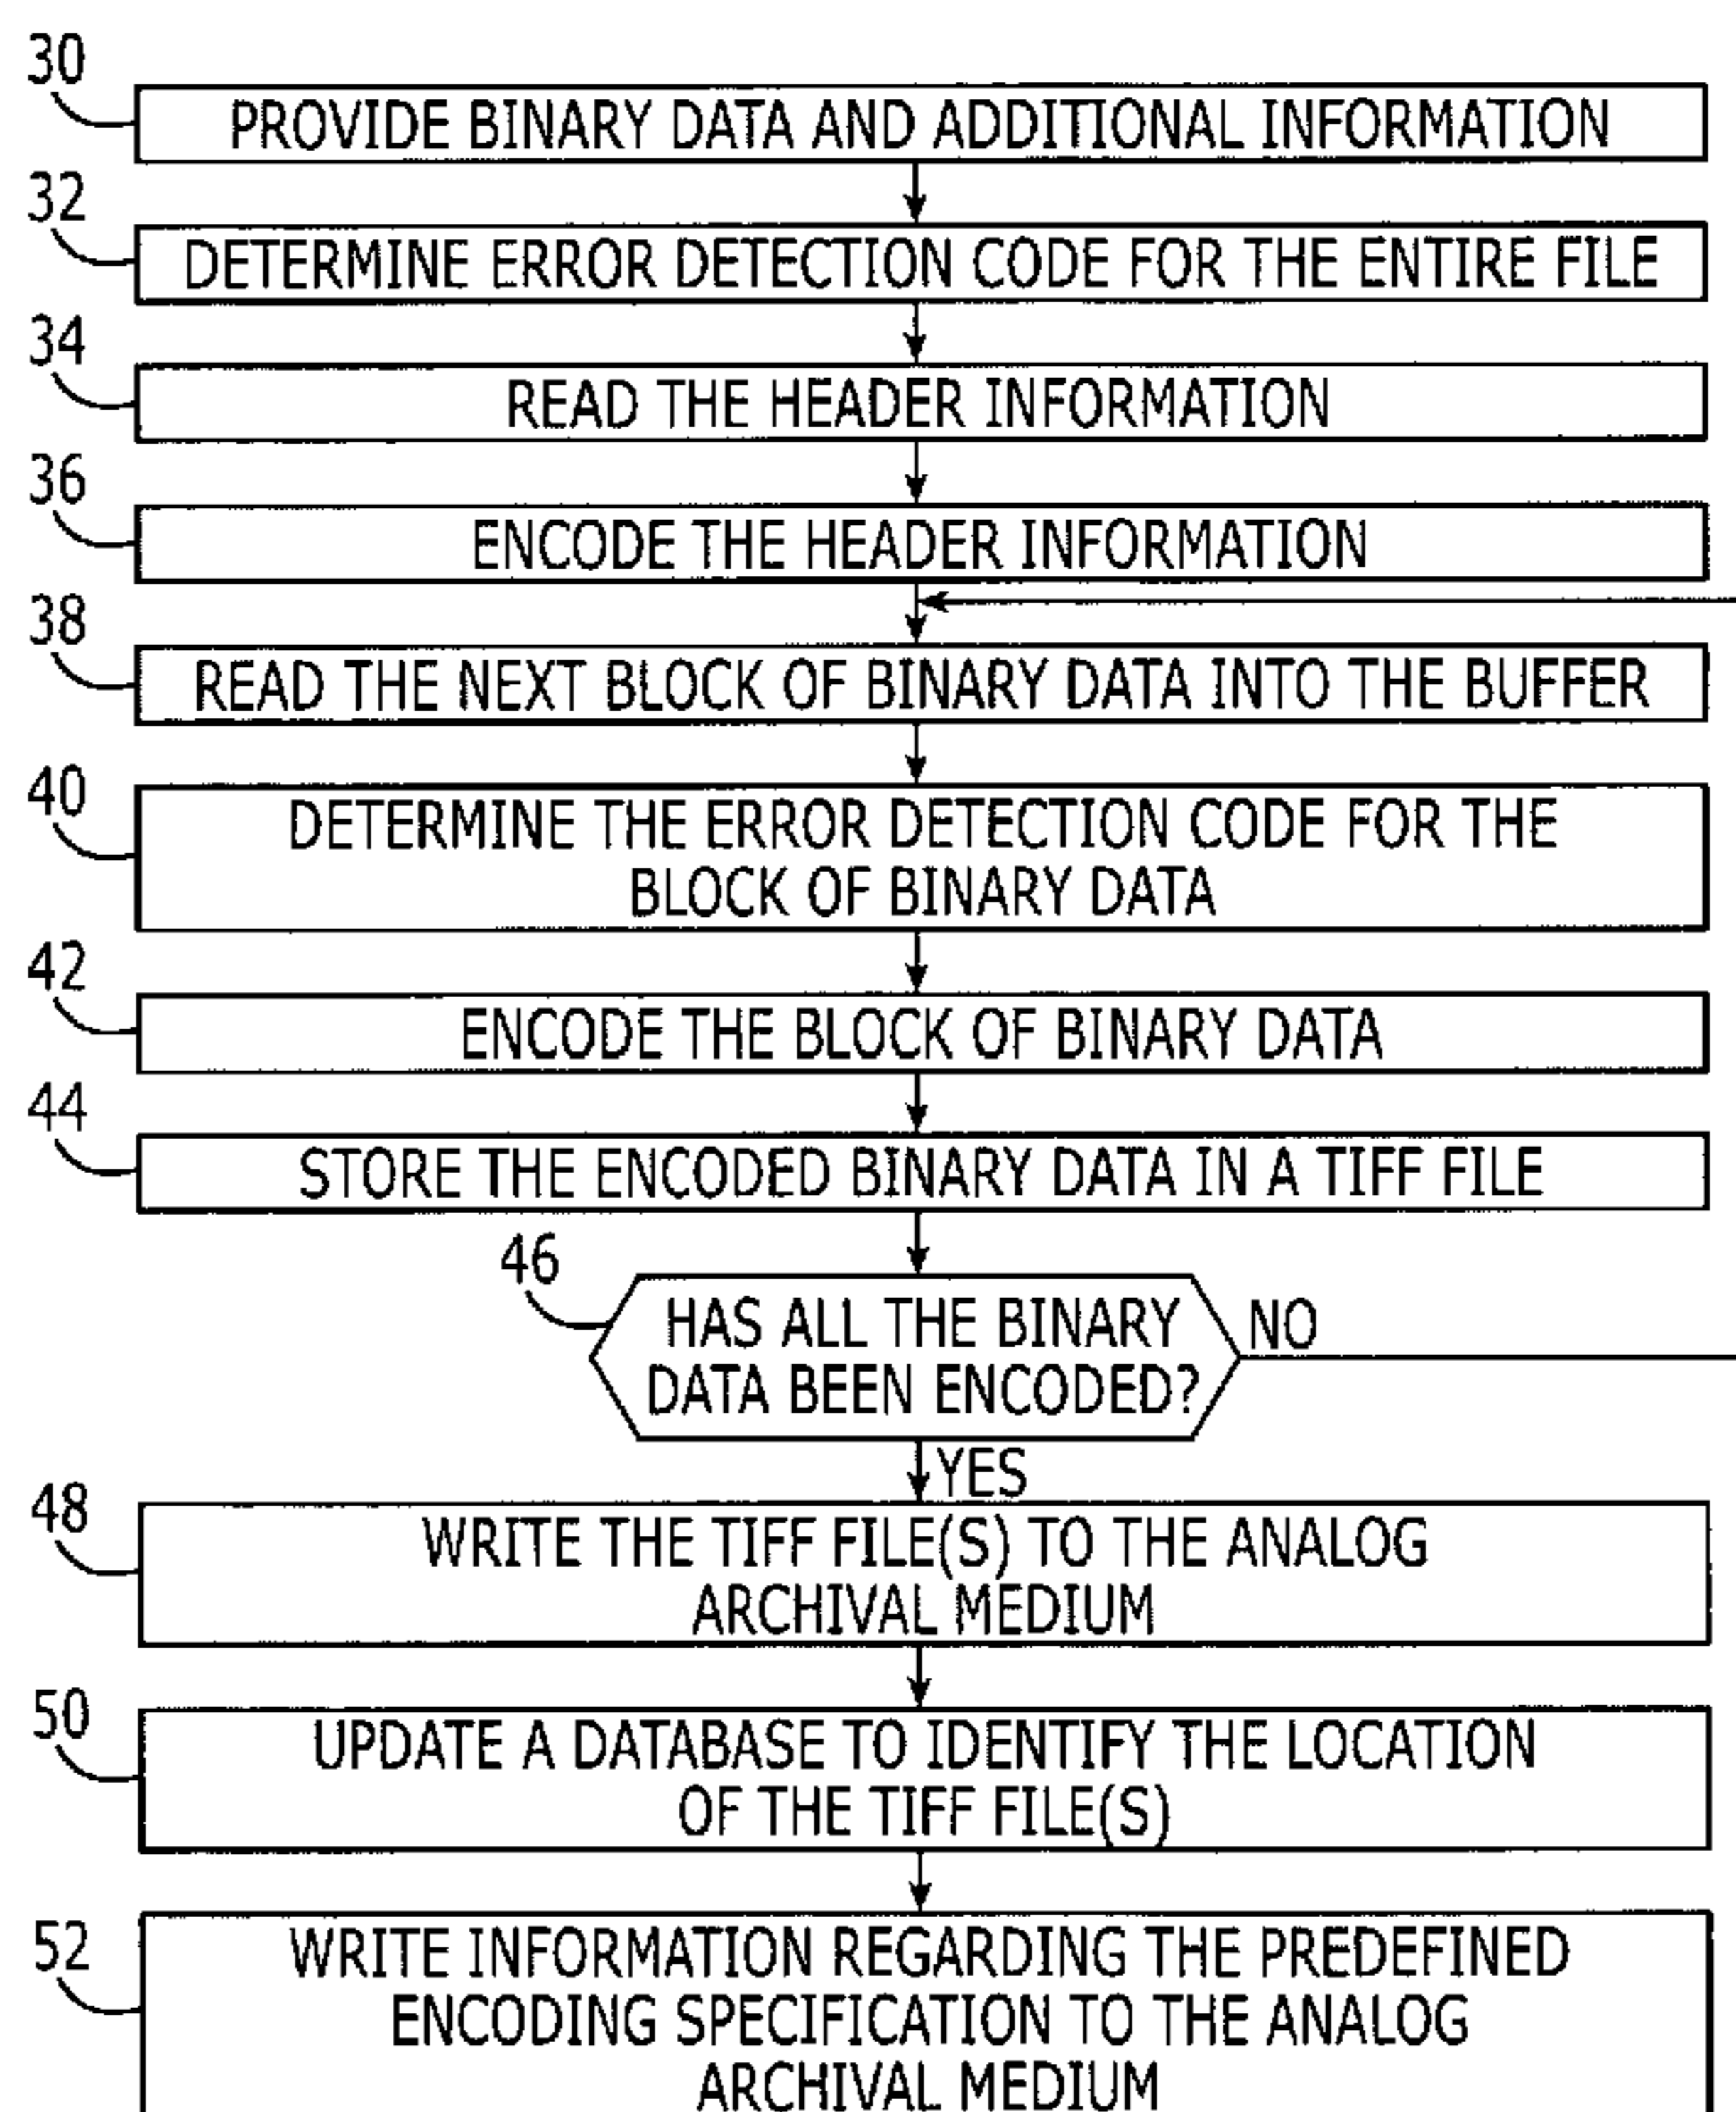 30
PROVIDE BINARY DATA AND ADDITIONAL INFORMATION
32
DETERMINE ERROR DETECTION CODE FOR THE ENTIRE FILE
34
READ THE HEADER INFORMATION
36
ENCODE THE HEADER INFORMATION
38
READ THE NEXT BLOCK OF BINARY DATA INTO THE BUFFER
40
DETERMINE THE ERROR DETECTION CODE FOR THE
BLOCK OF BINARY DATA
42
ENCODE THE BLOCK OF BINARY DATA
44
STORE THE ENCODED BINARY DATA IN A TIFF FILE
46
HAS ALL THE BINARY
DATA BEEN ENCODED?
NO
YES
48
WRITE THE TIFF FILE(S) TO THE ANALOG
ARCHIVAL MEDIUM
50
UPDATE A DATABASE TO IDENTIFY THE LOCATION
OF THE TIFF FILE(S)
52
WRITE INFORMATION REGARDING THE PREDEFINED
ENCODING SPECIFICATION TO THE ANALOG
ARCHIVAL MEDIUM